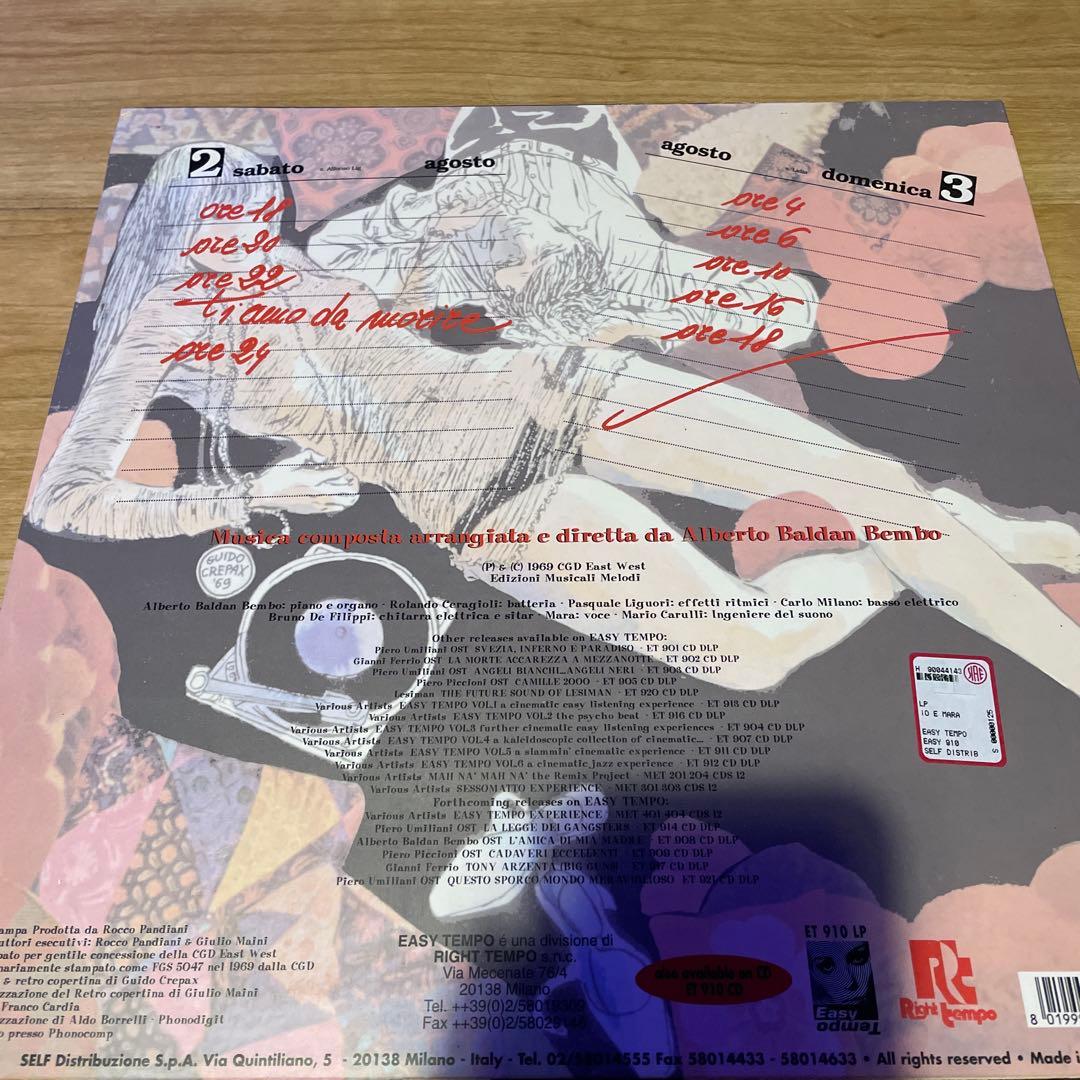 2 sabato s. Alfonso Lig. agosto
ore 18
ore 20
ore 22
ti amo da morire
ore 24
agosto s. Lidia domenica 3
ore 4
ore 6
ore 10
ore 16
ore 18
Musica composta arrangiata e diretta da Alberto Baldan Bembo
GUIDO
CREPAX
'69
(P) & (C) 1969 CGD East West
Edizioni Musicali Melodi
Alberto Baldan Bembo: piano e organo · Rolando Ceragioli: batteria · Pasquale Liguori: effetti ritmici · Carlo Milano: basso elettrico
Bruno De Filippi: chitarra elettrica e sitar · Mara: voce · Mario Carulli: Ingeniere del suono
Other releases available on EASY TEMPO:
Piero Umiliani OST SVEZIA, INFERNO E PARADISO · ET 901 CD DLP
Gianni Ferrio OST LA MORTE ACCAREZZA A MEZZANOTTE · ET 902 CD DLP
Piero Umiliani OST ANGELI BIANCHI...ANGELI NERI · ET 903 CD DLP
Piero Piccioni OST CAMILLE 2000 · ET 905 CD DLP
Lesiman THE FUTURE SOUND OF LESIMAN · ET 920 CD DLP
Various Artists EASY TEMPO VOL.1 a cinematic easy listening experience · ET 913 CD DLP
Various Artists EASY TEMPO VOL.2 the psycho beat · ET 916 CD DLP
Various Artists EASY TEMPO VOL.3 further cinematic easy listening experiences · ET 904 CD DLP
Various Artists EASY TEMPO VOL.4 a kaleidoscopic collection of cinematic... · ET 907 CD DLP
Various Artists EASY TEMPO VOL.5 a slammin' cinematic experience · ET 911 CD DLP
Various Artists EASY TEMPO VOL.6 a cinematic jazz experience · ET 912 CD DLP
Various Artists MAH NA' MAH NA' the Remix Project · MET 201 204 CDS 12
Various Artists SESSOMATTO EXPERIENCE · MET 301 303 CDS 12
Forthcoming releases on EASY TEMPO:
Various Artists EASY TEMPO EXPERIENCE · MET 401 404 CDS 12
Piero Umiliani OST LA LEGGE DEI GANGSTERS · ET 914 CD DLP
Alberto Baldan Bembo OST L'AMICA DI MIA MADRE · ET 908 CD DLP
Piero Piccioni OST CADAVERI ECCELLENTI · ET 909 CD DLP
Gianni Ferrio TONY ARZENTA (BIG GUNS) · ET 917 CD DLP
Piero Umiliani OST QUESTO SPORCO MONDO MERAVIGLIOSO ET 921 CD DLP
H 90044143
LP
IO E MARA
EASY TEMPO
EASY 910
SELF DISTRIB
S 00000125
ampa Prodotta da Rocco Pandiani
uttori esecutivi: Rocco Pandiani & Giulio Maini
pato per gentile concessione della CGD East West
nariamente stampato come FGS 5047 nel 1969 dalla CGD
& retro copertina di Guido Crepax
zzazione del Retro copertina di Giulio Maini
Franco Cardia
zzazione di Aldo Borrelli · Phonodigit
o presso Phonocomp
EASY TEMPO é una divisione di
RIGHT TEMPO s.n.c.
Via Mecenate 76/4
20138 Milano
Tel. ++39(0)2/58018309
Fax ++39(0)2/58029146
also available on CD
ET 910 CD
ET 910 LP
Easy
Tempo
Rt
Right tempo
8 01999
SELF Distribuzione S.p.A. Via Quintiliano, 5 - 20138 Milano - Italy - Tel. 02/58014555 Fax 58014433 - 58014633 • All rights reserved • Made in